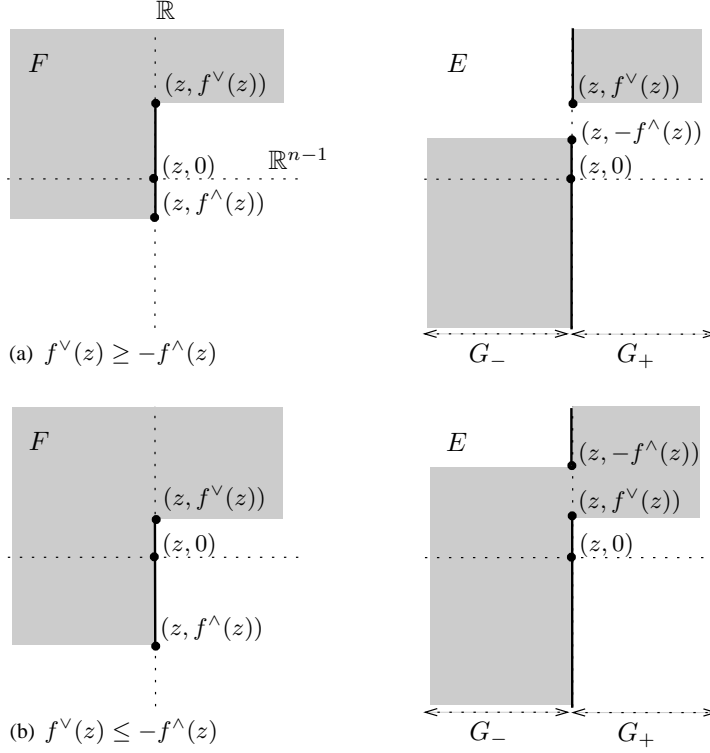 ℝ
F
E
(z, f^∨(z))
(z, f^∨(z))
(z, −f^∧(z))
(z, 0)
ℝ^{n−1}
(z, 0)
(z, f^∧(z))
(a) f^∨(z) ≥ −f^∧(z)
G_−
G_+
F
E
(z, −f^∧(z))
(z, f^∨(z))
(z, f^∨(z))
(z, 0)
(z, 0)
(z, f^∧(z))
(b) f^∨(z) ≤ −f^∧(z)
G_−
G_+